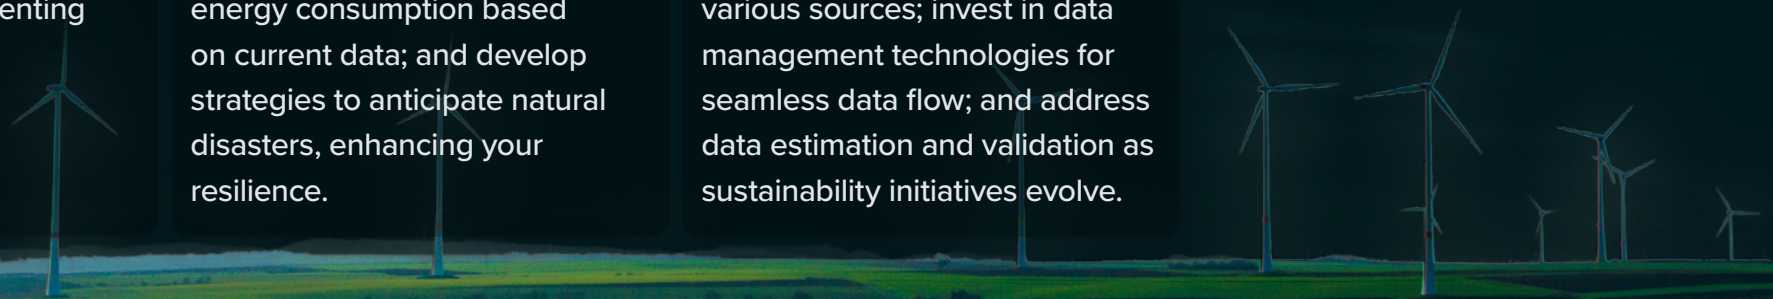 enting
energy consumption based
on current data; and develop
strategies to anticipate natural
disasters, enhancing your
resilience.
various sources; invest in data
management technologies for
seamless data flow; and address
data estimation and validation as
sustainability initiatives evolve.